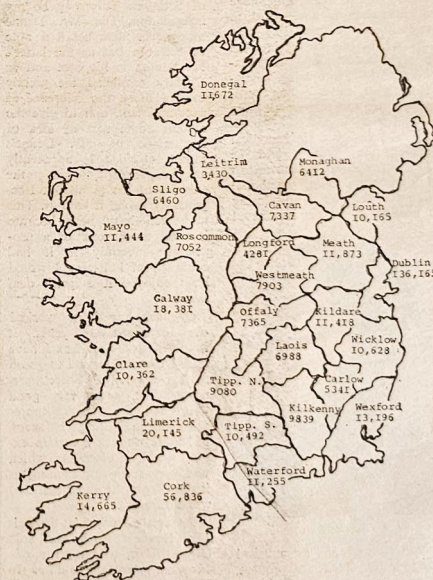 Donegal
11,672
Leitrim
3,430
Monaghan
6412
Sligo
6460
Cavan
7,337
Louth
10,165
Mayo
11,444
Roscommon
7052
Longford
4281
Meath
11,873
Dublin
Westmeath
7903
Galway
18,381
Offaly
7365
Kildare
11,418
Laois
6988
Wicklow
10,628
Clare
10,362
Tipp. N.
9080
Carlow
5341
Kilkenny
9839
Wexford
13,196
Limerick
20,145
Tipp. S.
10,492
Waterford
11,255
Kerry
14,665
Cork
56,836